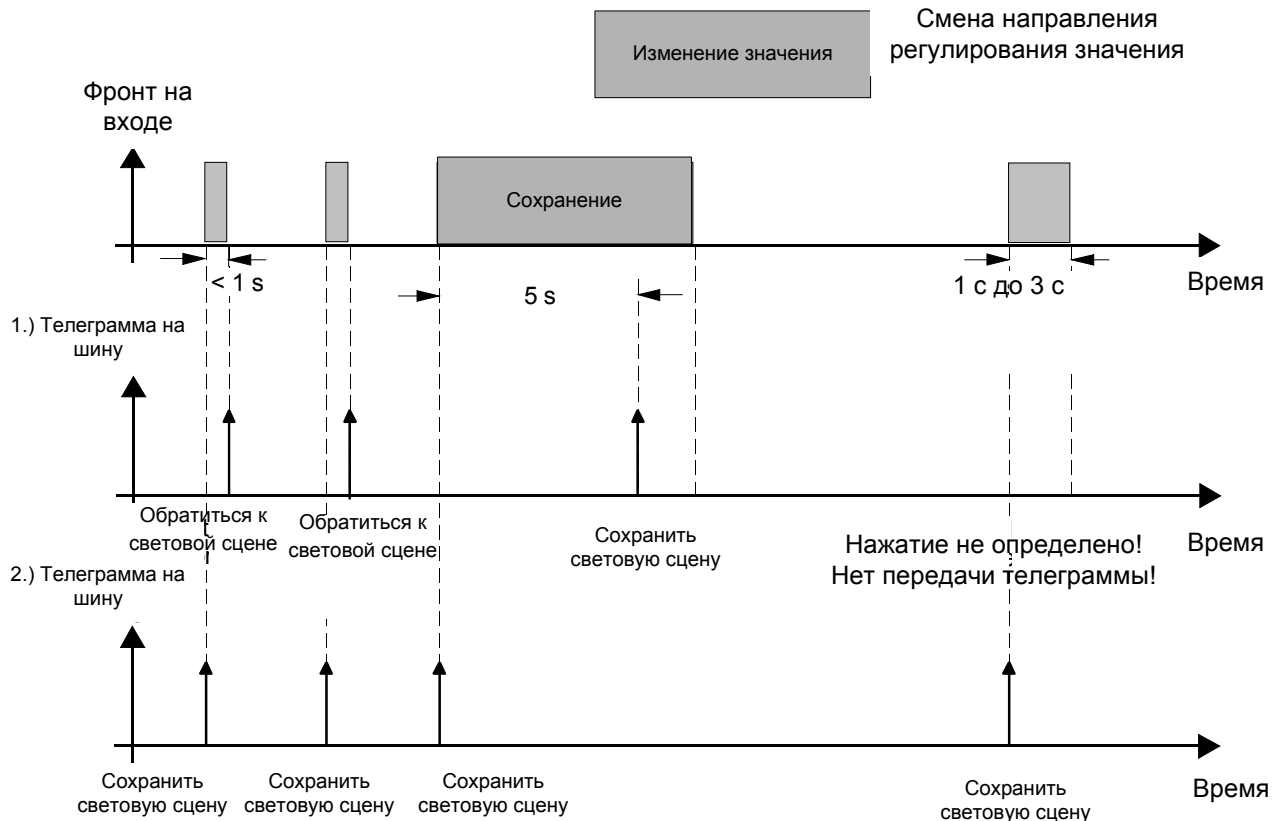 Смена направления
регулирования значения
Изменение значения
Фронт на
входе
Сохранение
< 1 s
5 s
1 с до 3 с
Время
1.) Телеграмма на
шину
Обратиться к
световой сцене
Обратиться к
световой сцене
Сохранить
световую сцену
Нажатие не определено!
Нет передачи телеграммы!
Время
2.) Телеграмма на
шину
Сохранить
световую сцену
Сохранить
световую сцену
Сохранить
световую сцену
Сохранить
световую сцену
Время